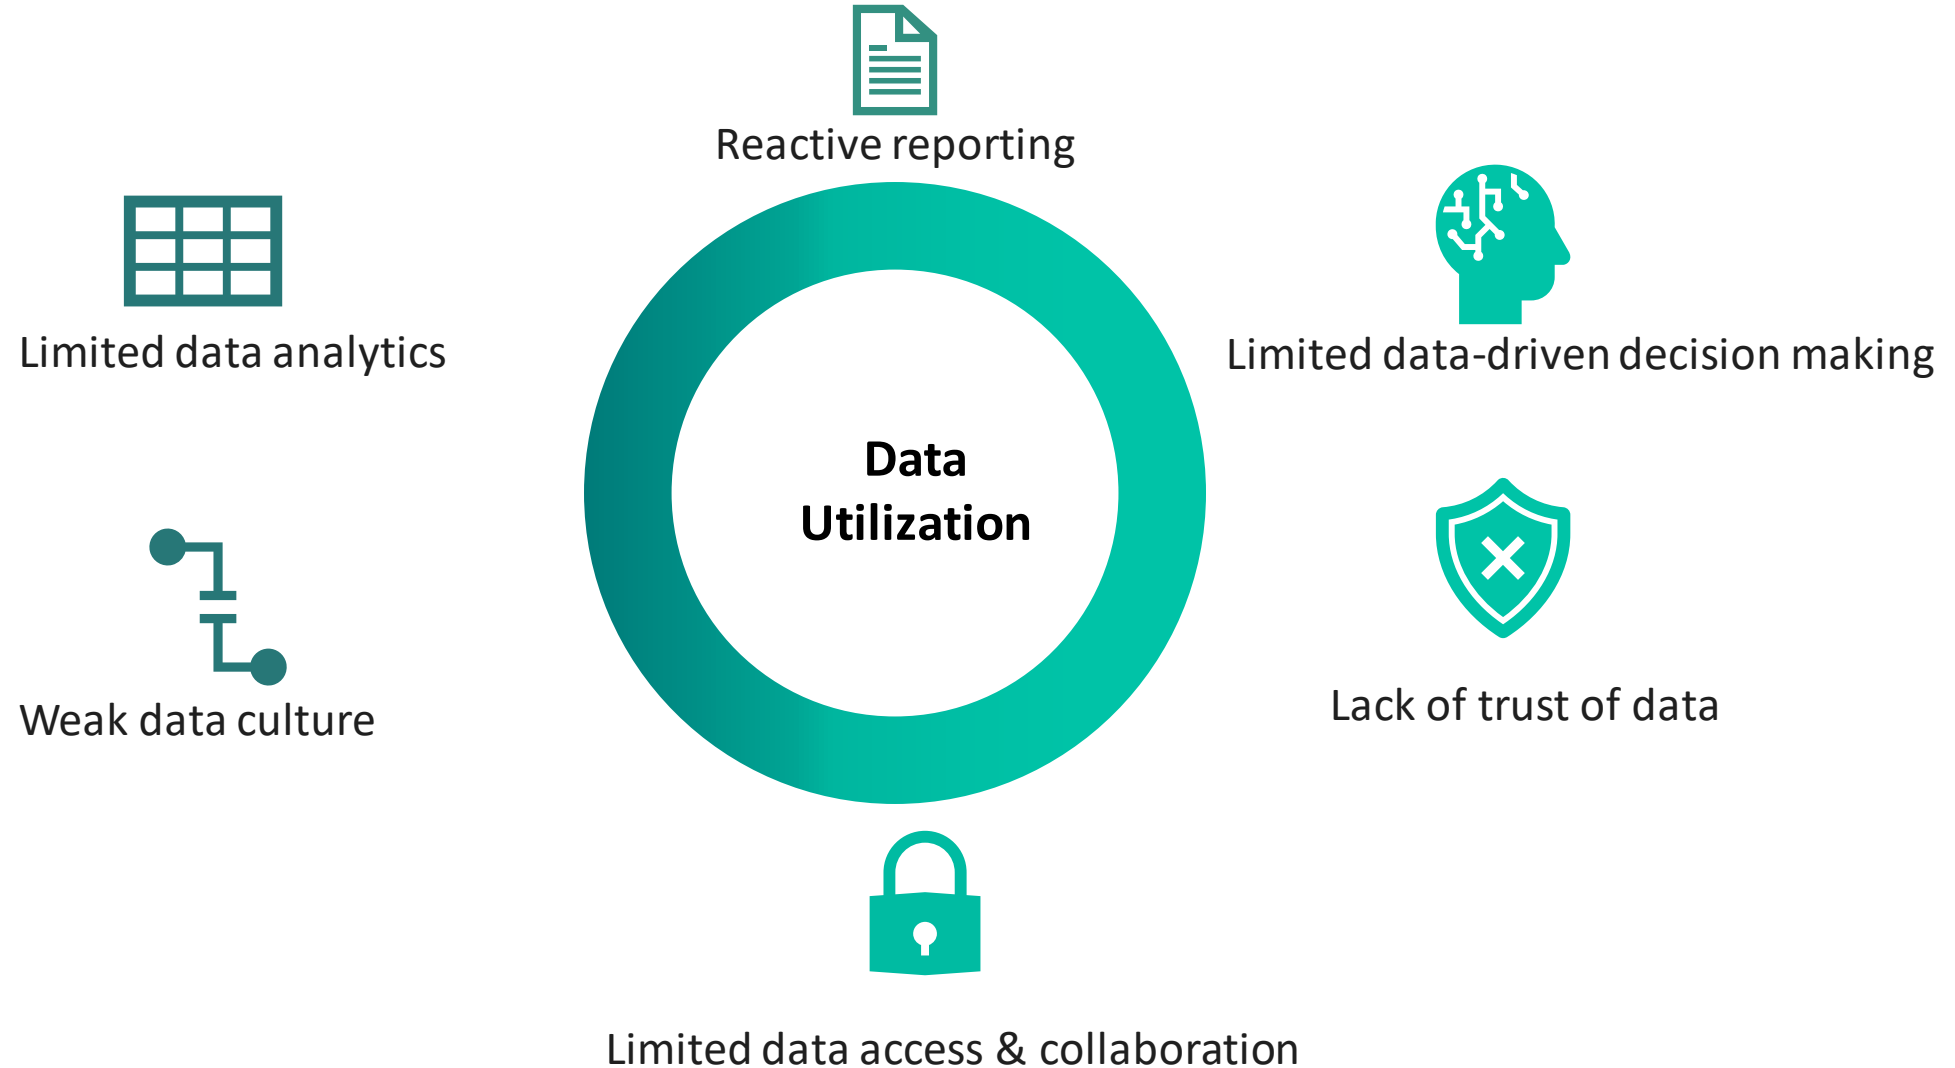 Reactive reporting
Limited data analytics
Limited data-driven decision making
Data
Utilization
Weak data culture
Lack of trust of data
Limited data access & collaboration